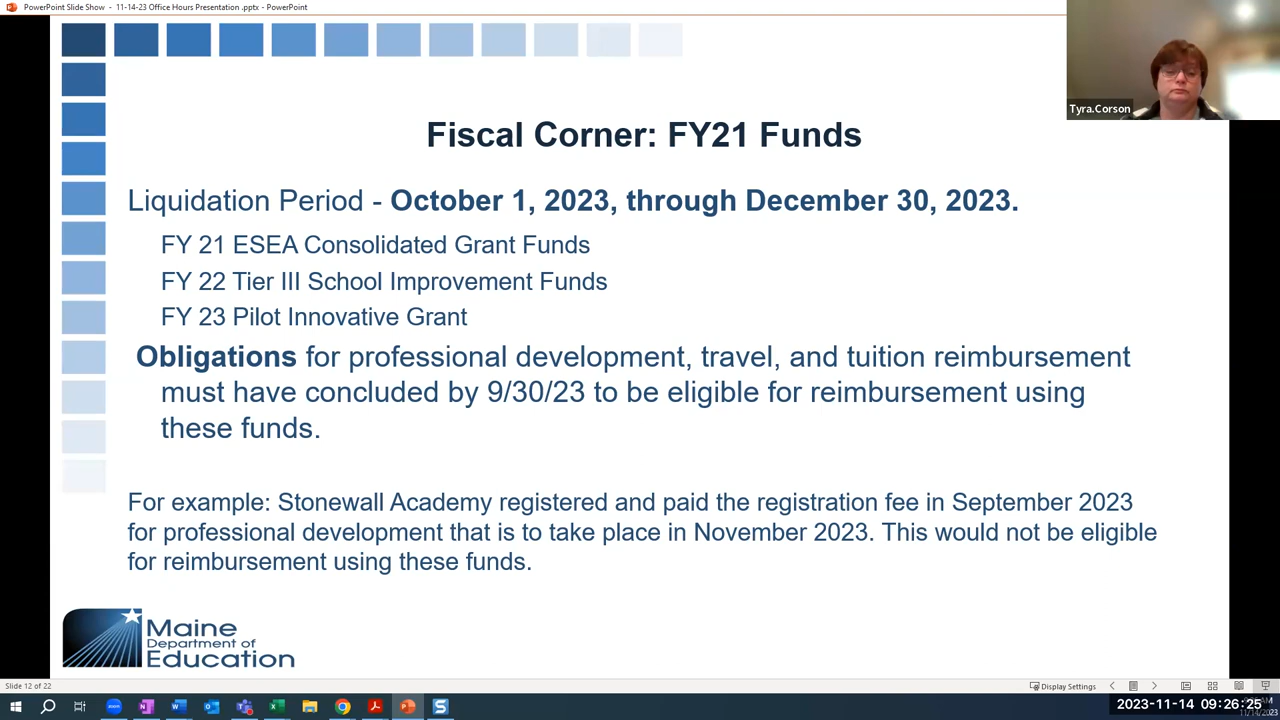 PowerPoint Slide Show - 11-14-23 Office Hours Presentation .pptx - PowerPoint
Tyra.Corson
Fiscal Corner: FY21 Funds
Liquidation Period - October 1, 2023, through December 30, 2023.
FY 21 ESEA Consolidated Grant Funds
FY 22 Tier III School Improvement Funds
FY 23 Pilot Innovative Grant
Obligations for professional development, travel, and tuition reimbursement
must have concluded by 9/30/23 to be eligible for reimbursement using
these funds.
For example: Stonewall Academy registered and paid the registration fee in September 2023
for professional development that is to take place in November 2023. This would not be eligible
for reimbursement using these funds.
Maine
Department of
Education
Slide 12 of 22
Display Settings
2023-11-14 09:26:25